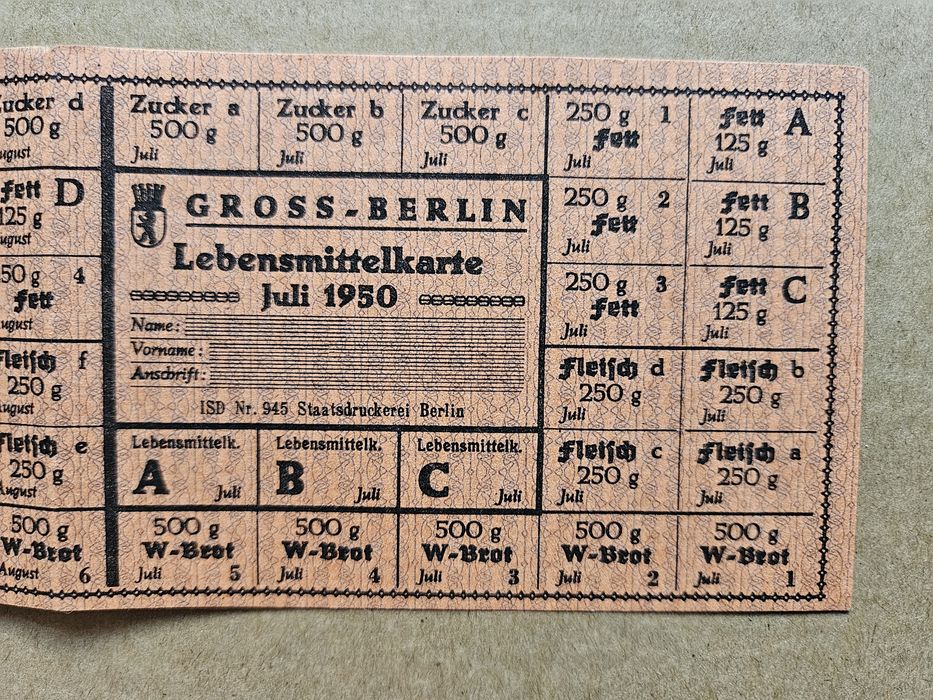 Zucker d
500 g
August
Fett D
125 g
August
50 g 4
Fett
August
Fleisch f
250 g
August
Fleisch e
250 g
August
500 g
W-Brot
August 6
Zucker a
500 g
Juli
Zucker b
500 g
Juli
Zucker c
500 g
Juli
250 g 1
Fett
Juli
Fett A
125 g
Juli
GROSS-BERLIN
Lebensmittelkarte
Juli 1950
Name:
Vorname:
Anschrift:
ISD Nr. 945 Staatsdruckerei Berlin
250 g 2
Fett
Juli
Fett B
125 g
Juli
250 g 3
Fett
Juli
Fett C
125 g
Juli
Fleisch d
250 g
Juli
Fleisch b
250 g
Juli
Lebensmittelk.
A Juli
Lebensmittelk.
B Juli
Lebensmittelk.
C Juli
Fleisch c
250 g
Juli
Fleisch a
250 g
Juli
500 g
W-Brot
Juli 5
500 g
W-Brot
Juli 4
500 g
W-Brot
Juli 3
500 g
W-Brot
Juli 2
500 g
W-Brot
Juli 1